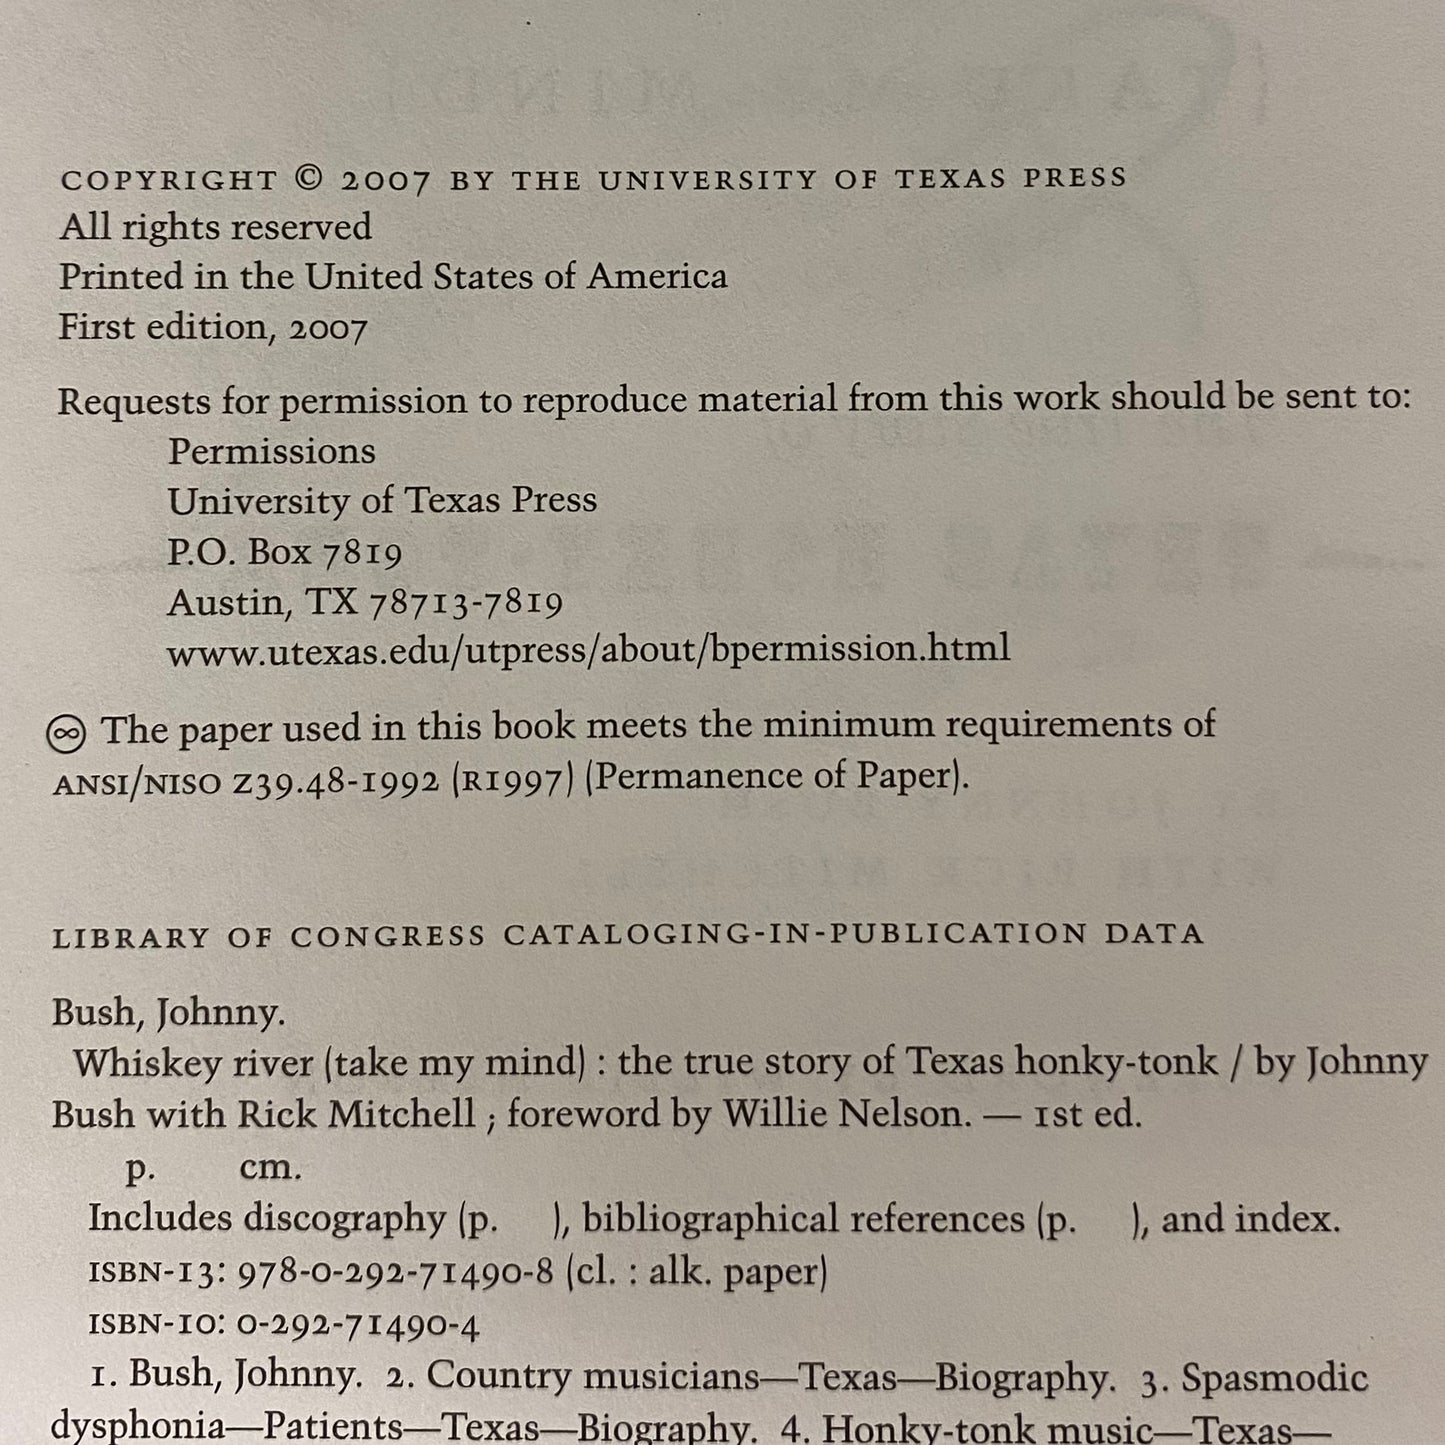 COPYRIGHT © 2007 BY THE UNIVERSITY OF TEXAS PRESS
All rights reserved
Printed in the United States of America
First edition, 2007
Requests for permission to reproduce material from this work should be sent to:
Permissions
University of Texas Press
P.O. Box 7819
Austin, TX 78713-7819
www.utexas.edu/utpress/about/bpermission.html
♾ The paper used in this book meets the minimum requirements of
ANSI/NISO Z39.48-1992 (R1997) (Permanence of Paper).
LIBRARY OF CONGRESS CATALOGING-IN-PUBLICATION DATA
Bush, Johnny.
Whiskey river (take my mind) : the true story of Texas honky-tonk / by Johnny
Bush with Rick Mitchell ; foreword by Willie Nelson. — 1st ed.
p. cm.
Includes discography (p. ), bibliographical references (p. ), and index.
ISBN-13: 978-0-292-71490-8 (cl. : alk. paper)
ISBN-10: 0-292-71490-4
1. Bush, Johnny. 2. Country musicians—Texas—Biography. 3. Spasmodic
dysphonia—Patients—Texas—Biography. 4. Honky-tonk music—Texas—